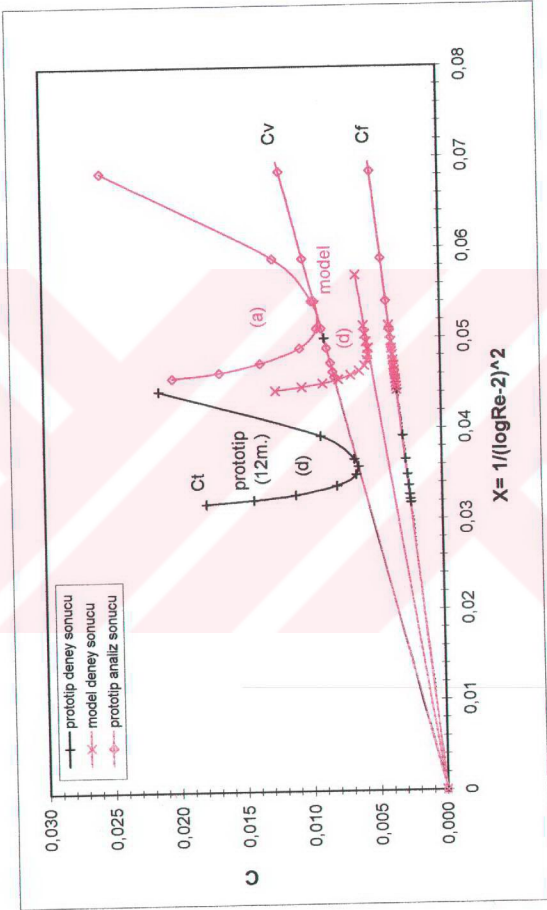 prototip deney sonucu
model deney sonucu
prototip analiz sonucu
0,030
0,025
0,020
0,015
0,010
0,005
0,000
C
Ct
prototip
(12m.)
(d)
(a)
(d)
model
Cv
Cf
0
0,01
0,02
0,03
0,04
0,05
0,06
0,07
0,08
X= 1/(logRe-2)^2